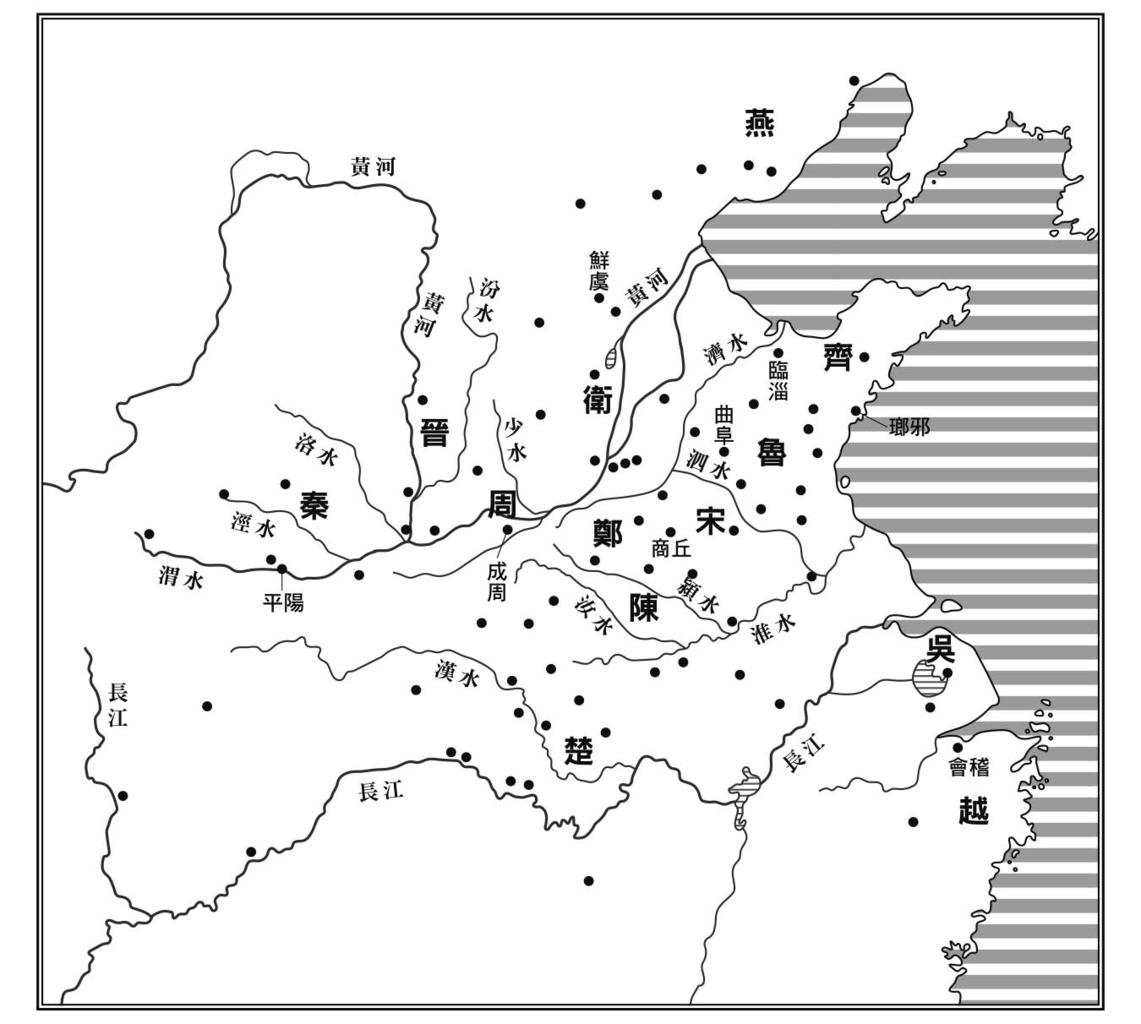 燕
黃河
鮮虞
黃河
汾水
黃河
濟水
齊
臨淄
衛
曲阜
瑯邪
晉
少水
魯
洛水
泗水
秦
周
鄭
宋
涇水
商丘
渭水
平陽
成周
潁水
汝水
陳
淮水
吳
漢水
長江
楚
長江
長江
會稽
越